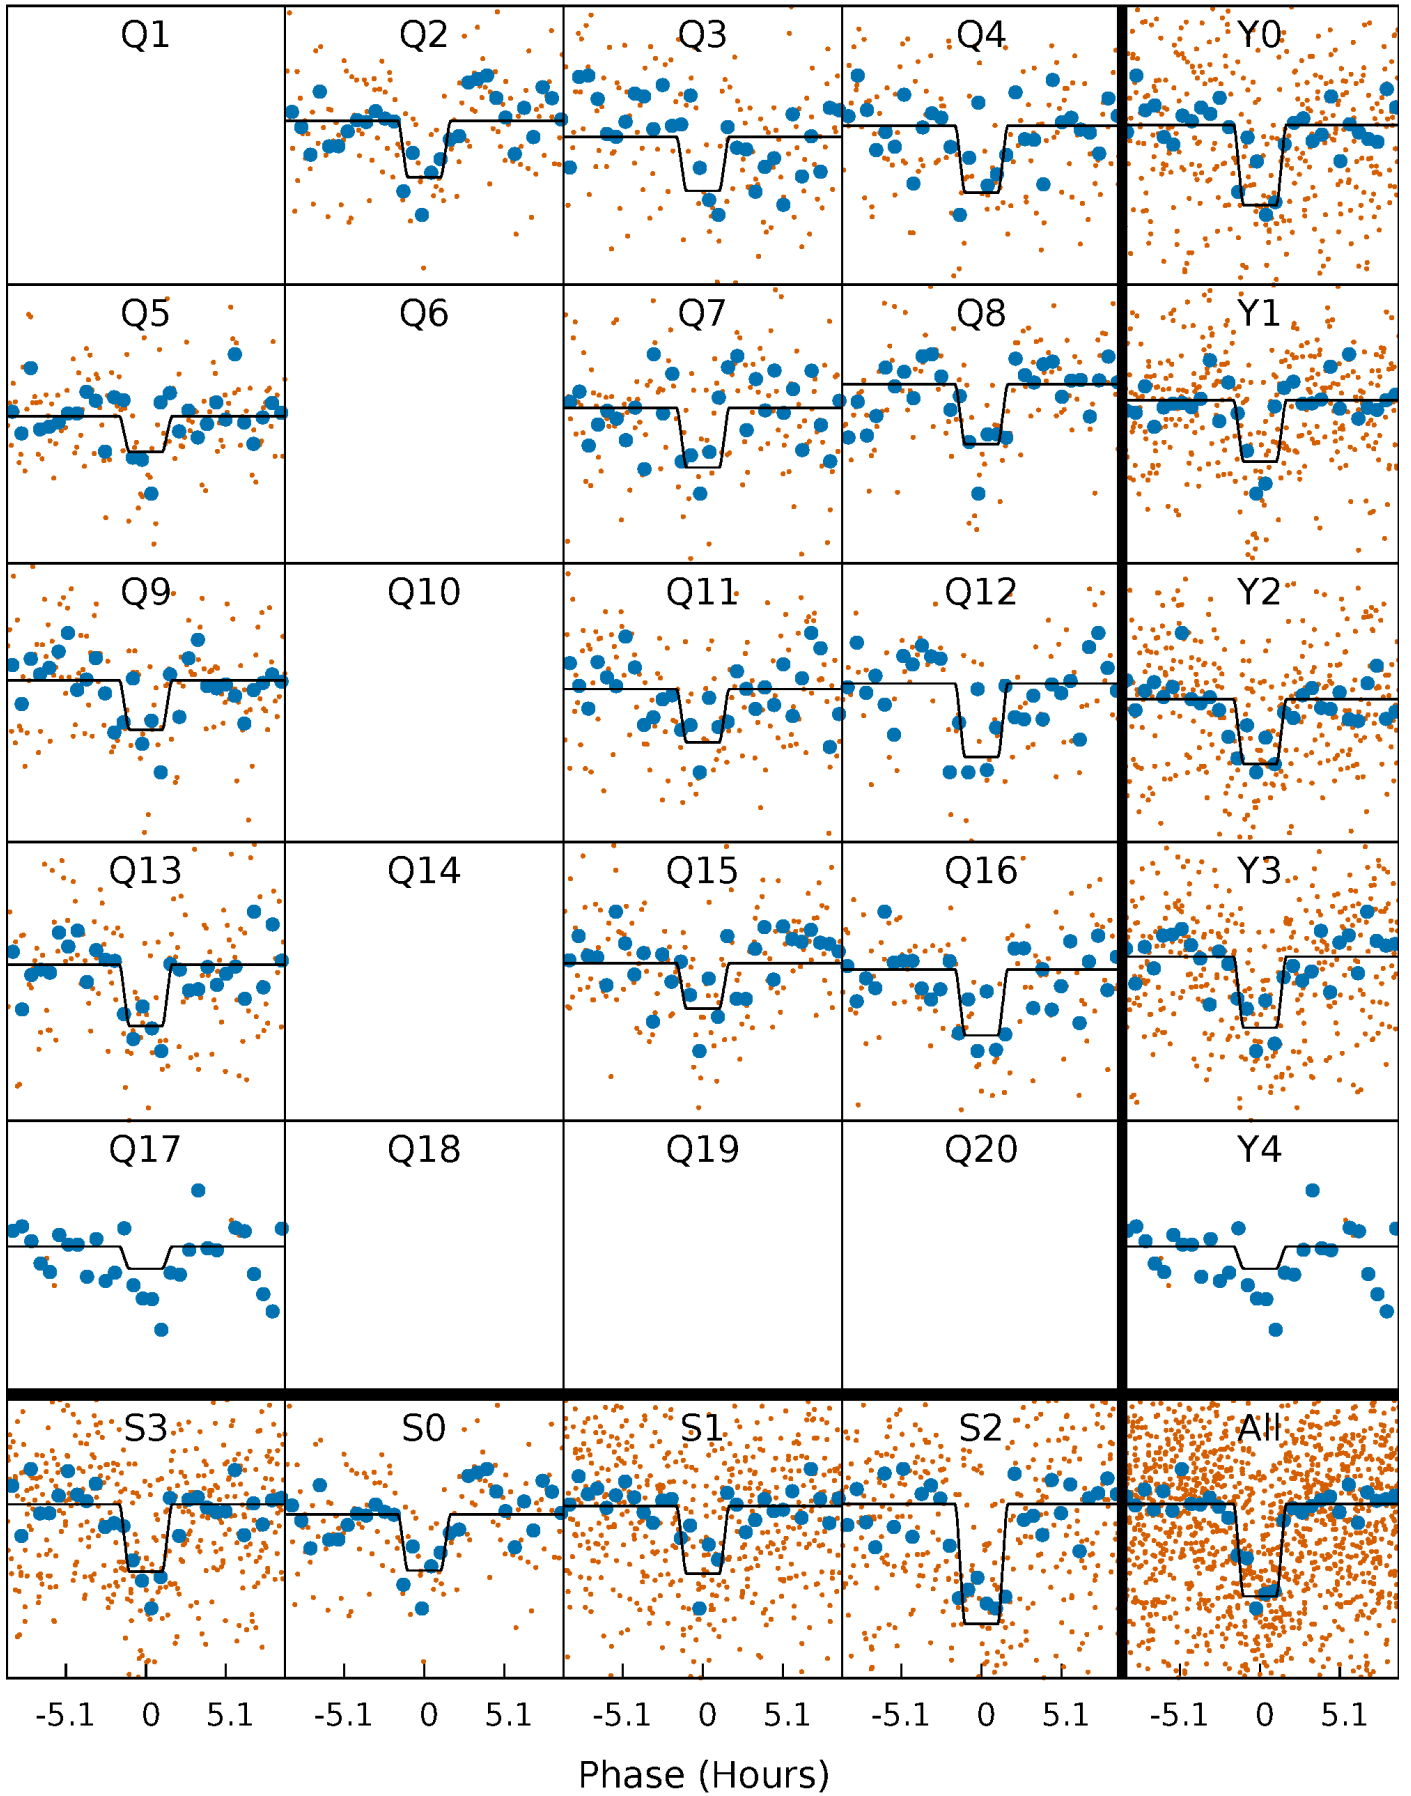 Q1 Q2 Q3 Q4 Y0
Q5 Q6 Q7 Q8 Y1
Q9 Q10 Q11 Q12 Y2
Q13 Q14 Q15 Q16 Y3
Q17 Q18 Q19 Q20 Y4
S3 S0 S1 S2 All
-5.1 0 5.1 -5.1 0 5.1 -5.1 0 5.1 -5.1 0 5.1 -5.1 0 5.1
Phase (Hours)